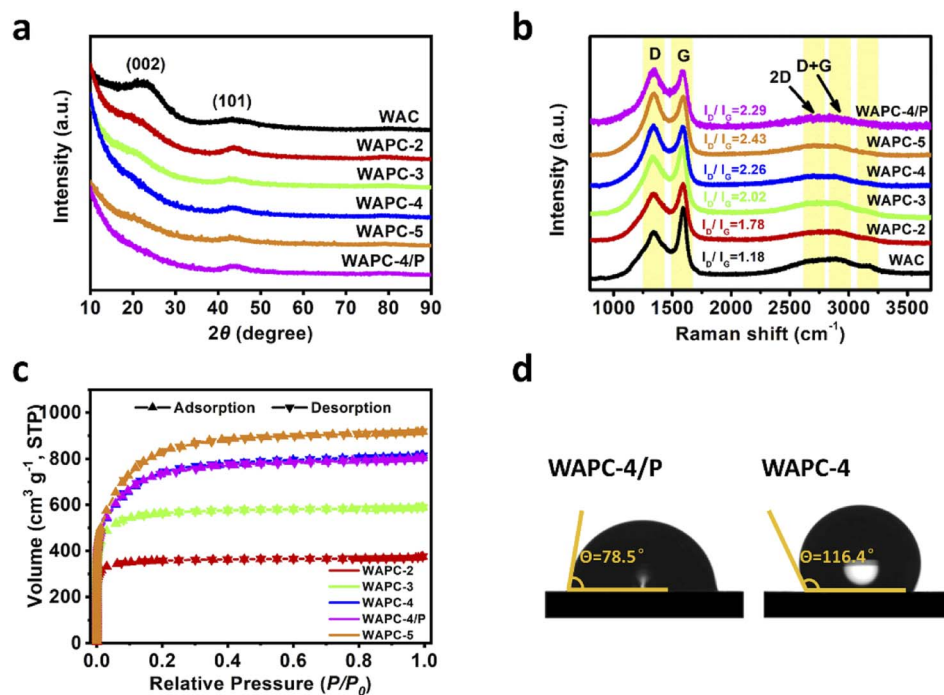 a
(002)
(101)
WAC
WAPC-2
WAPC-3
WAPC-4
WAPC-5
WAPC-4/P
Intensity (a.u.)
10 20 30 40 50 60 70 80 90
2θ (degree)
b
D G
D+G
2D
I_D/ I_G=2.29 WAPC-4/P
I_D/ I_G=2.43 WAPC-5
I_D/ I_G=2.26 WAPC-4
I_D/ I_G=2.02 WAPC-3
I_D/ I_G=1.78 WAPC-2
I_D/ I_G=1.18 WAC
Intensity (a.u.)
1000 1500 2000 2500 3000 3500
Raman shift (cm⁻¹)
c
Adsorption Desorption
1000
800
600
400
200
0
Volume (cm³ g⁻¹, STP)
WAPC-2
WAPC-3
WAPC-4
WAPC-4/P
WAPC-5
0.0 0.2 0.4 0.6 0.8 1.0
Relative Pressure (P/P₀)
d
WAPC-4/P WAPC-4
Θ=78.5° Θ=116.4°